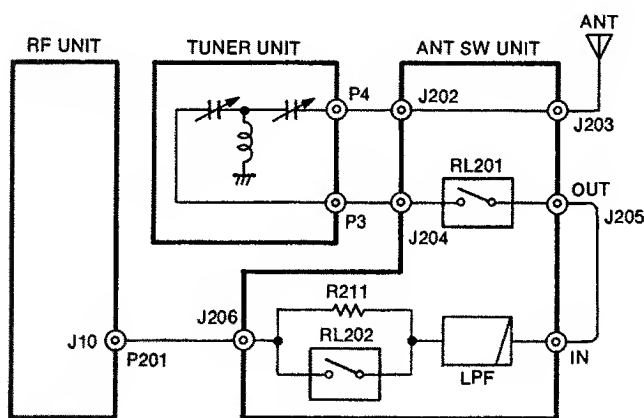 RF UNIT
TUNER UNIT
ANT SW UNIT
ANT
P4
J202
J203
RL201
OUT
J205
P3
J204
R211
J206
RL202
J10
P201
LPF
IN